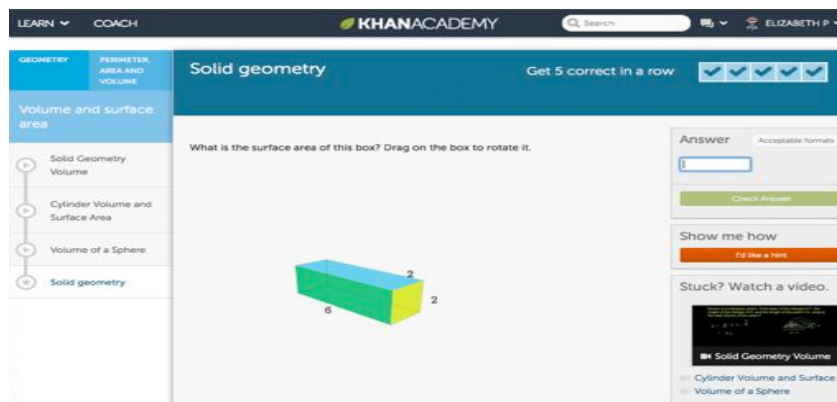 LEARN COACH
KHANACADEMY
Search
ELIZABETH P
GEOMETRY
PERIMETER,
AREA AND
VOLUME
Volume and surface
area
Solid Geometry
Volume
Cylinder Volume and
Surface Area
Volume of a Sphere
Solid geometry
Solid geometry
Get 5 correct in a row
What is the surface area of this box? Drag on the box to rotate it.
2
2
6
Answer
Acceptable formats
Check Answer
Show me how
I'd like a hint
Stuck? Watch a video.
Solid Geometry Volume
Cylinder Volume and Surface
Volume of a Sphere